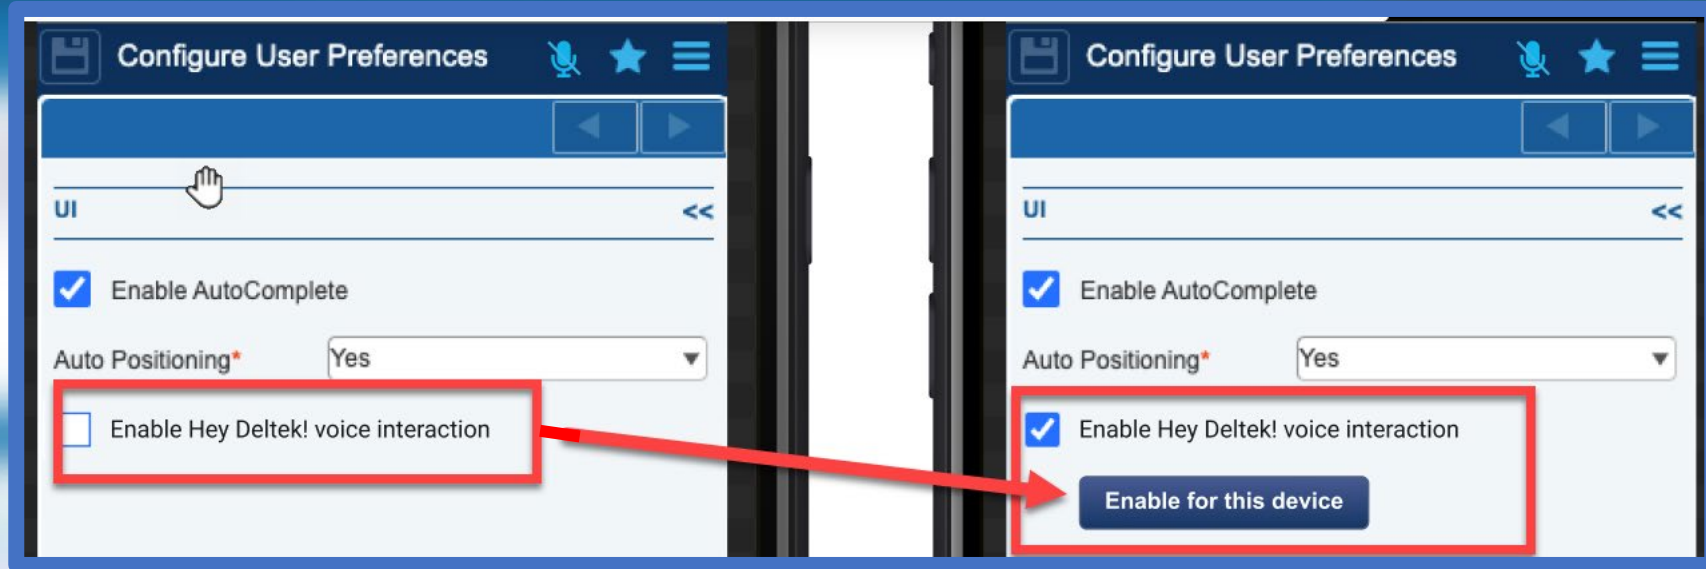 Configure User Preferences
UI <<
Enable AutoComplete
Auto Positioning* Yes
Enable Hey Deltek! voice interaction
Configure User Preferences
UI <<
Enable AutoComplete
Auto Positioning* Yes
Enable Hey Deltek! voice interaction
Enable for this device